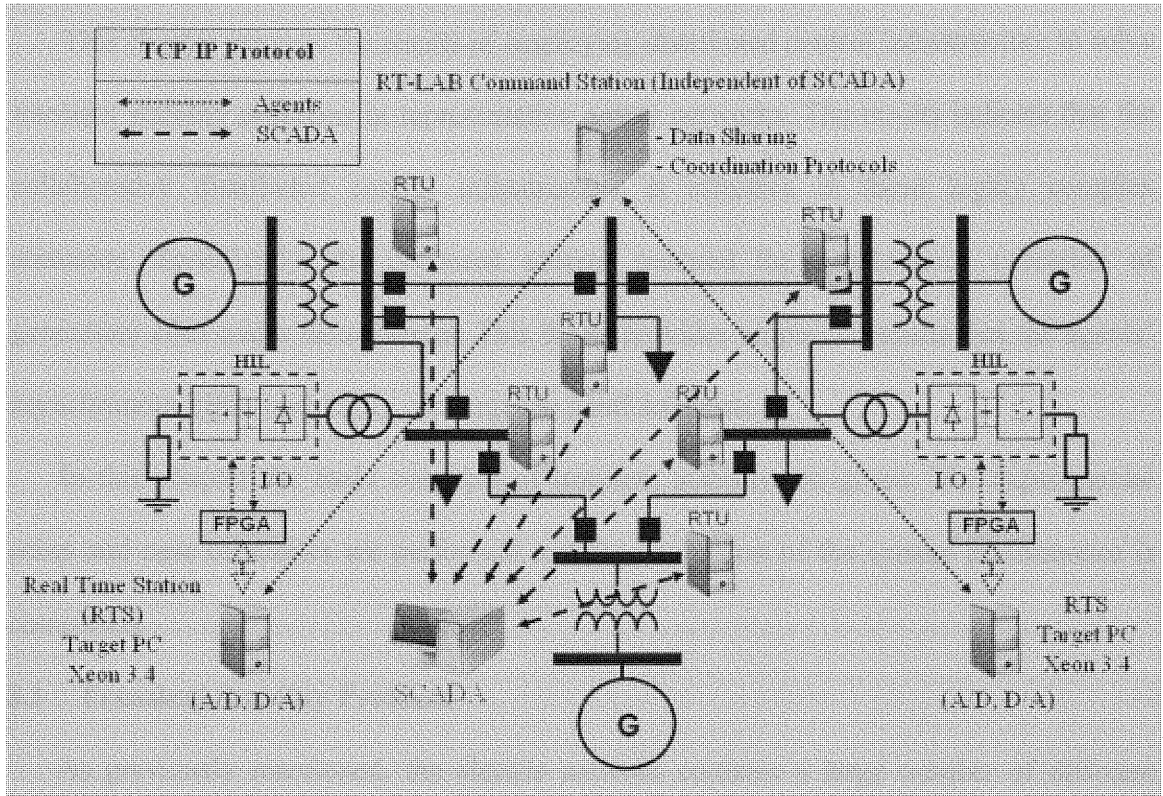 TCP IP Protocol
Agents
SCADA
RT-LAB Command Station (Independent of SCADA)
- Data Sharing
- Coordination Protocols
RTU
RTU
G
G
RTU
HIL
HIL
RTU
RTU
I O
I O
FPGA
FPGA
RTU
Real Time Station
(RTS)
Target PC
Xeon 3.4
(A/D, D/A)
SCADA
RTS
Target PC
Xeon 3.4
(A/D, D/A)
G